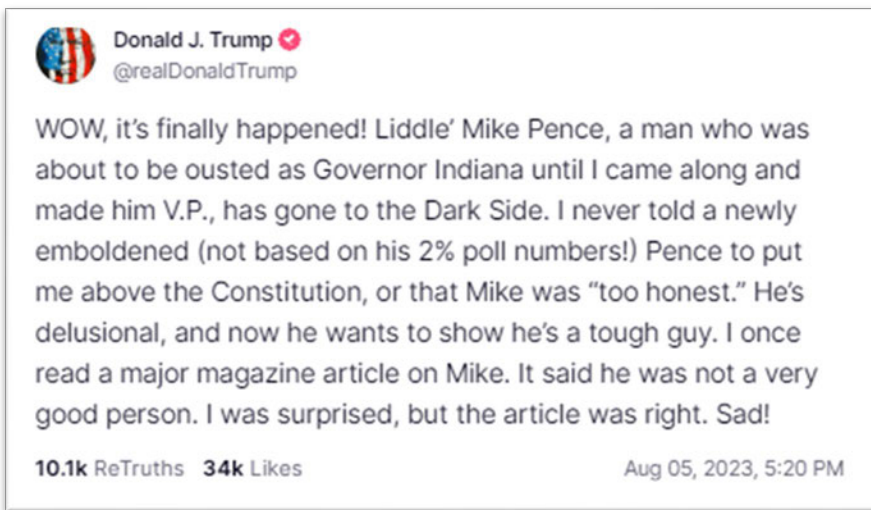 Donald J. Trump
@realDonaldTrump
WOW, it's finally happened! Liddle' Mike Pence, a man who was
about to be ousted as Governor Indiana until I came along and
made him V.P., has gone to the Dark Side. I never told a newly
emboldened (not based on his 2% poll numbers!) Pence to put
me above the Constitution, or that Mike was “too honest.” He's
delusional, and now he wants to show he's a tough guy. I once
read a major magazine article on Mike. It said he was not a very
good person. I was surprised, but the article was right. Sad!
10.1k ReTruths 34k Likes Aug 05, 2023, 5:20 PM